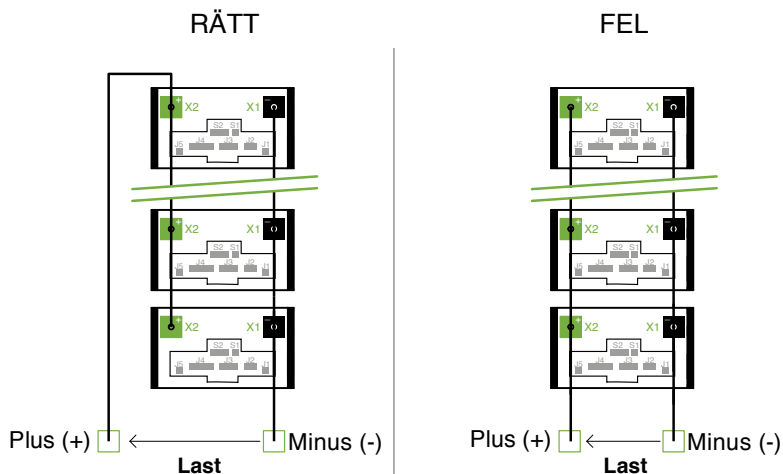 RÄTT
FEL
+ X2 X1 -
S2 S1
J5 J4 J3 J2 J1
+ X2 X1 -
S2 S1
J5 J4 J3 J2 J1
+ X2 X1 -
S2 S1
J5 J4 J3 J2 J1
Plus (+)
Minus (-)
Last
+ X2 X1 -
S2 S1
J5 J4 J3 J2 J1
+ X2 X1 -
S2 S1
J5 J4 J3 J2 J1
+ X2 X1 -
S2 S1
J5 J4 J3 J2 J1
Plus (+)
Minus (-)
Last